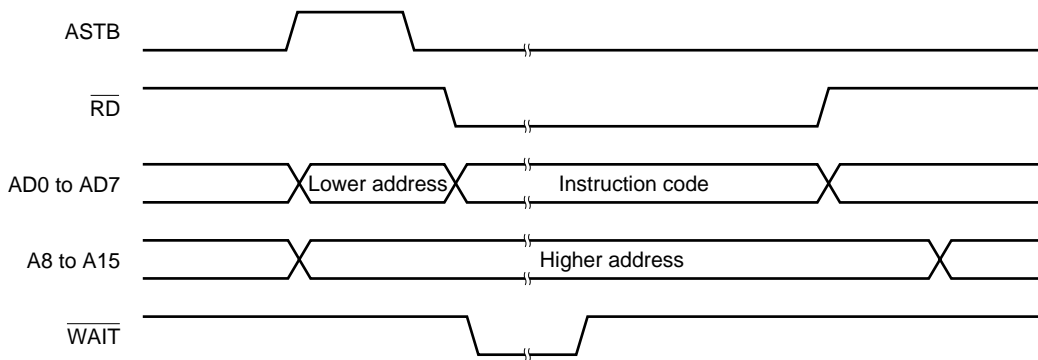 ASTB
RD
AD0 to AD7 Lower address Instruction code
A8 to A15 Higher address
WAIT